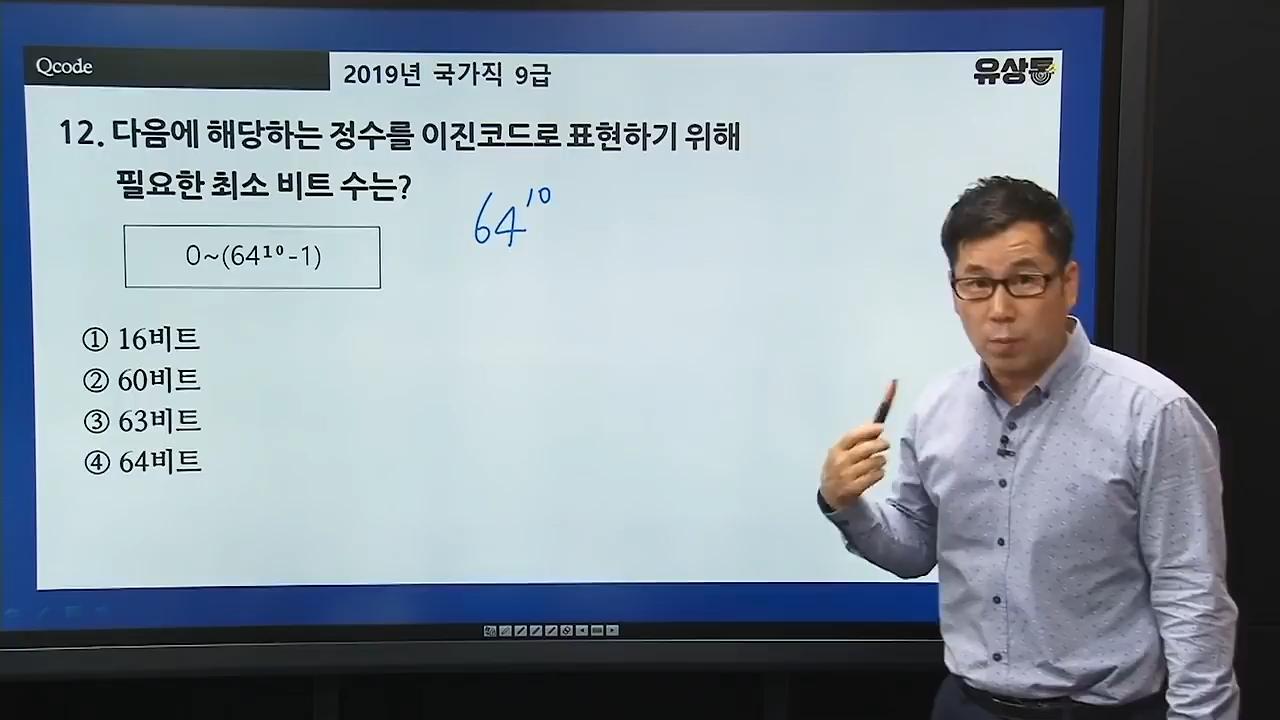 Qcode
2019년 국가직 9급
유상통
12. 다음에 해당하는 정수를 이진코드로 표현하기 위해
필요한 최소 비트 수는?
64¹⁰
0~(64¹⁰-1)
① 16비트
② 60비트
③ 63비트
④ 64비트